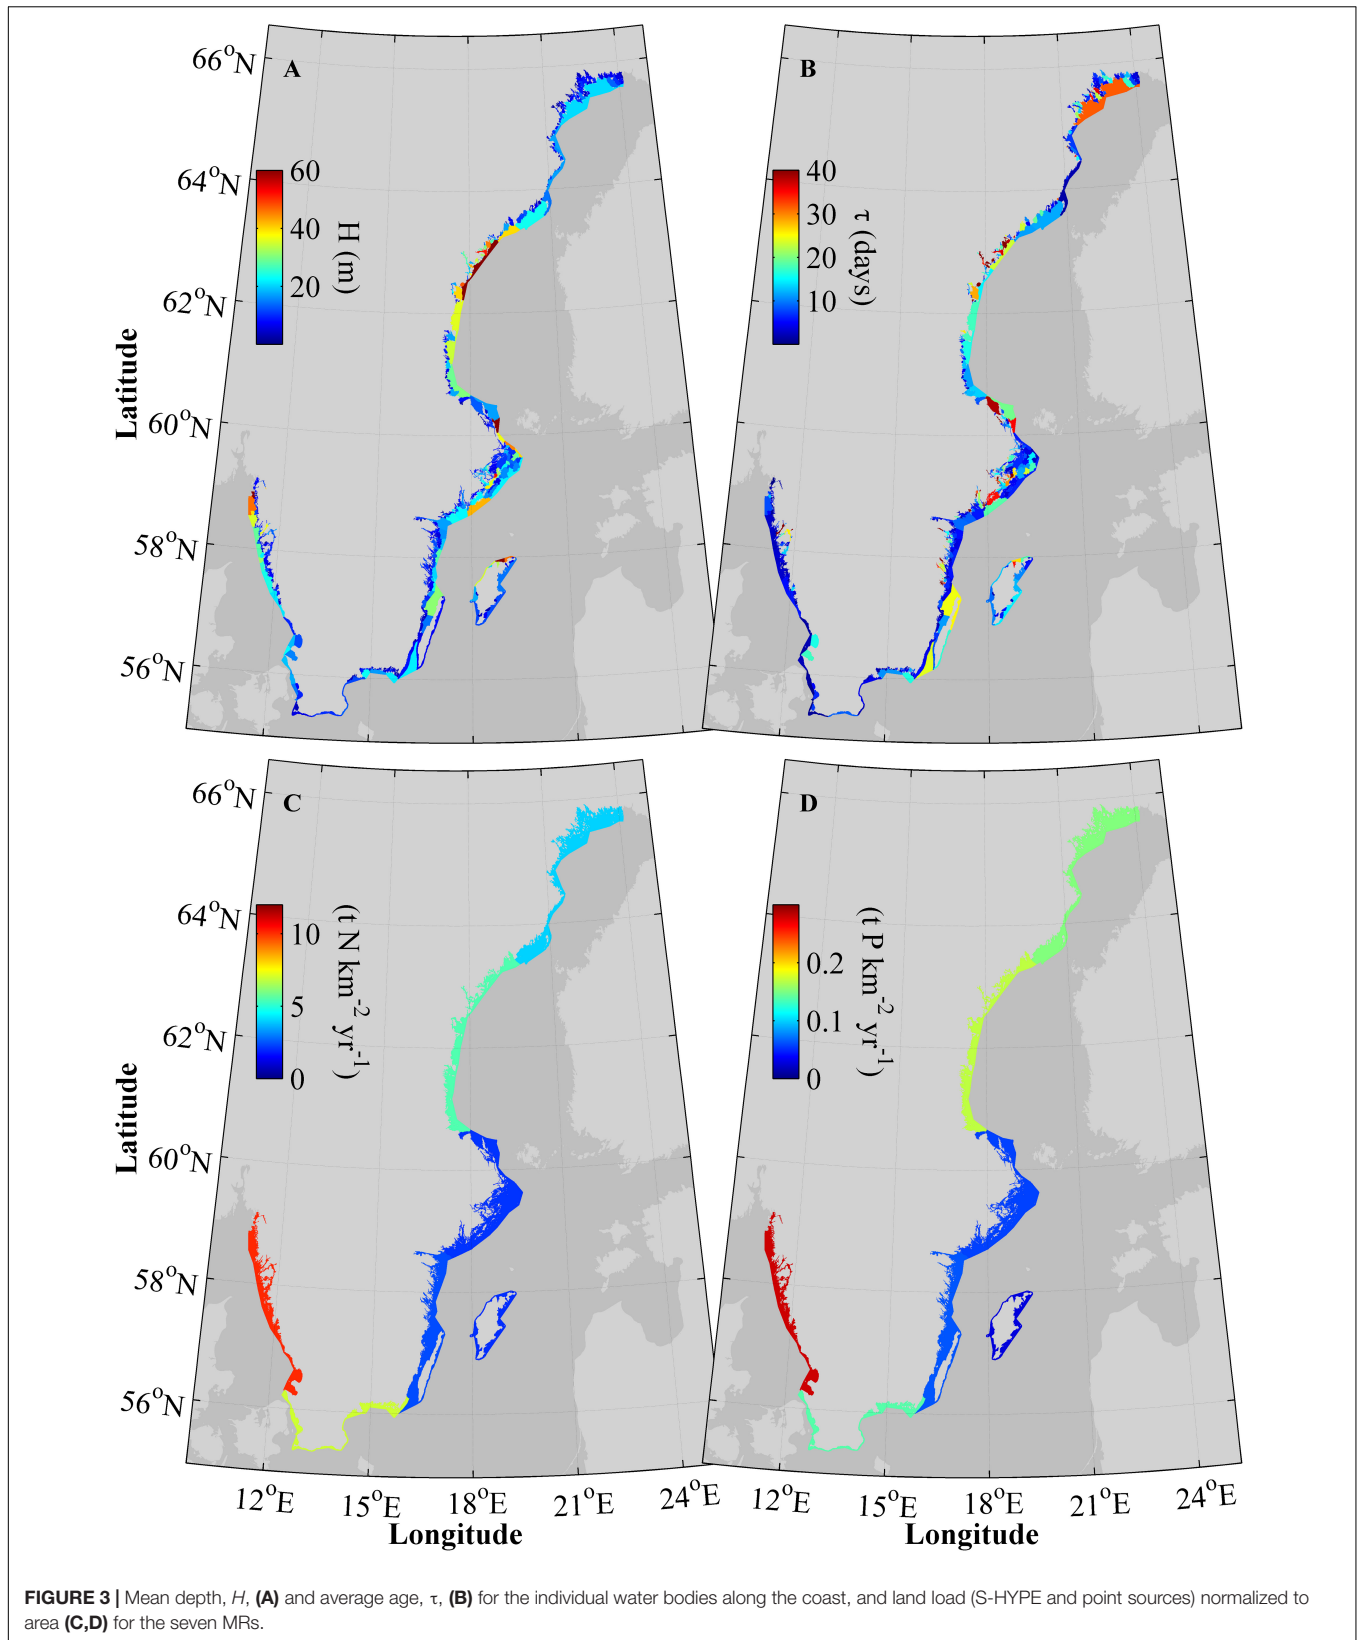 A
B
66°N
64°N
62°N
60°N
58°N
56°N
Latitude
60
40
20
H (m)
40
30
20
10
τ (days)
C
D
66°N
64°N
62°N
60°N
58°N
56°N
Latitude
10
5
0
(t N km-2 yr-1)
0.2
0.1
0
(t P km-2 yr-1)
12°E 15°E 18°E 21°E 24°E
12°E 15°E 18°E 21°E 24°E
Longitude
Longitude
FIGURE 3 | Mean depth, H, (A) and average age, τ, (B) for the individual water bodies along the coast, and land load (S-HYPE and point sources) normalized to
area (C,D) for the seven MRs.